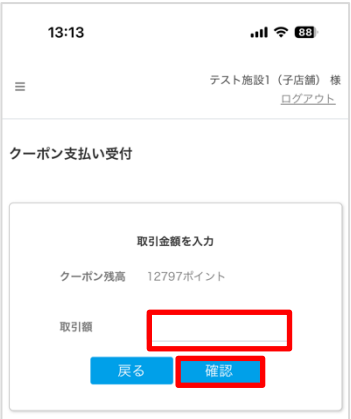 13:13
88
テスト施設1（子店舗） 様
ログアウト
クーポン支払い受付
取引金額を入力
クーポン残高 12797ポイント
取引額
戻る 確認